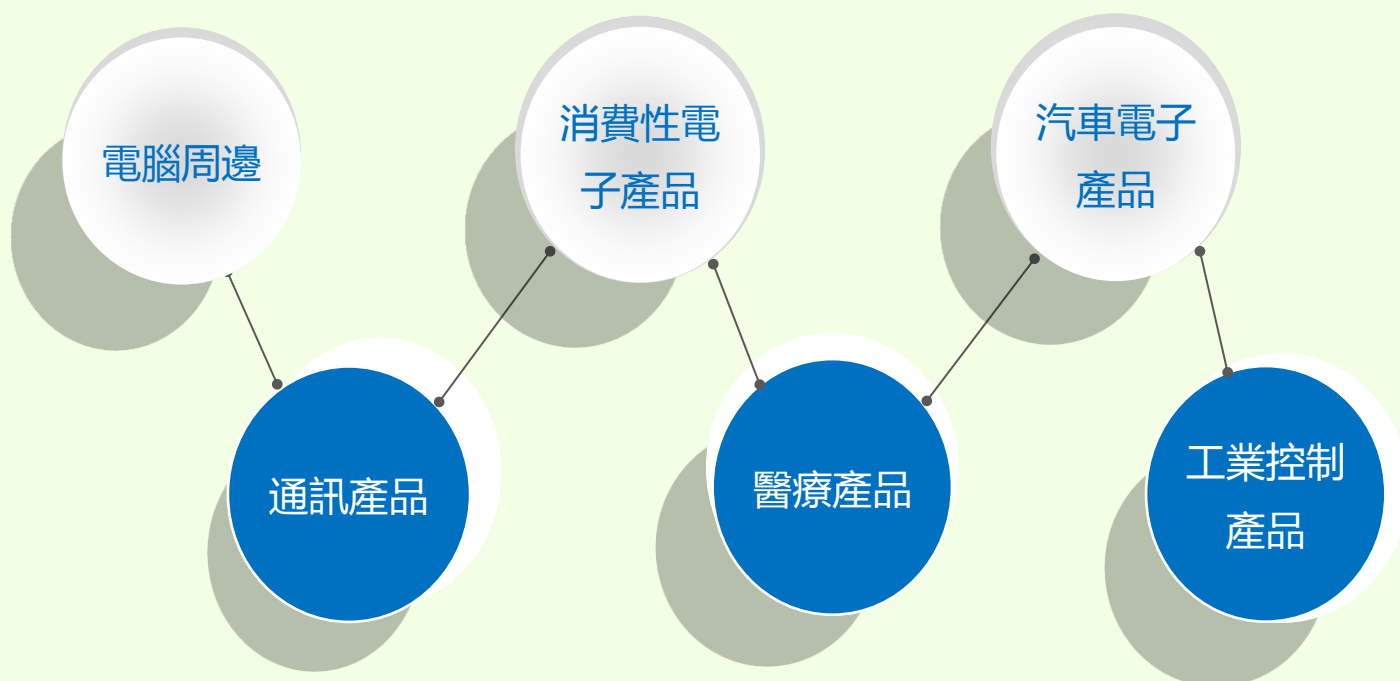 電腦周邊
消費性電
子產品
汽車電子
產品
通訊產品
醫療產品
工業控制
產品